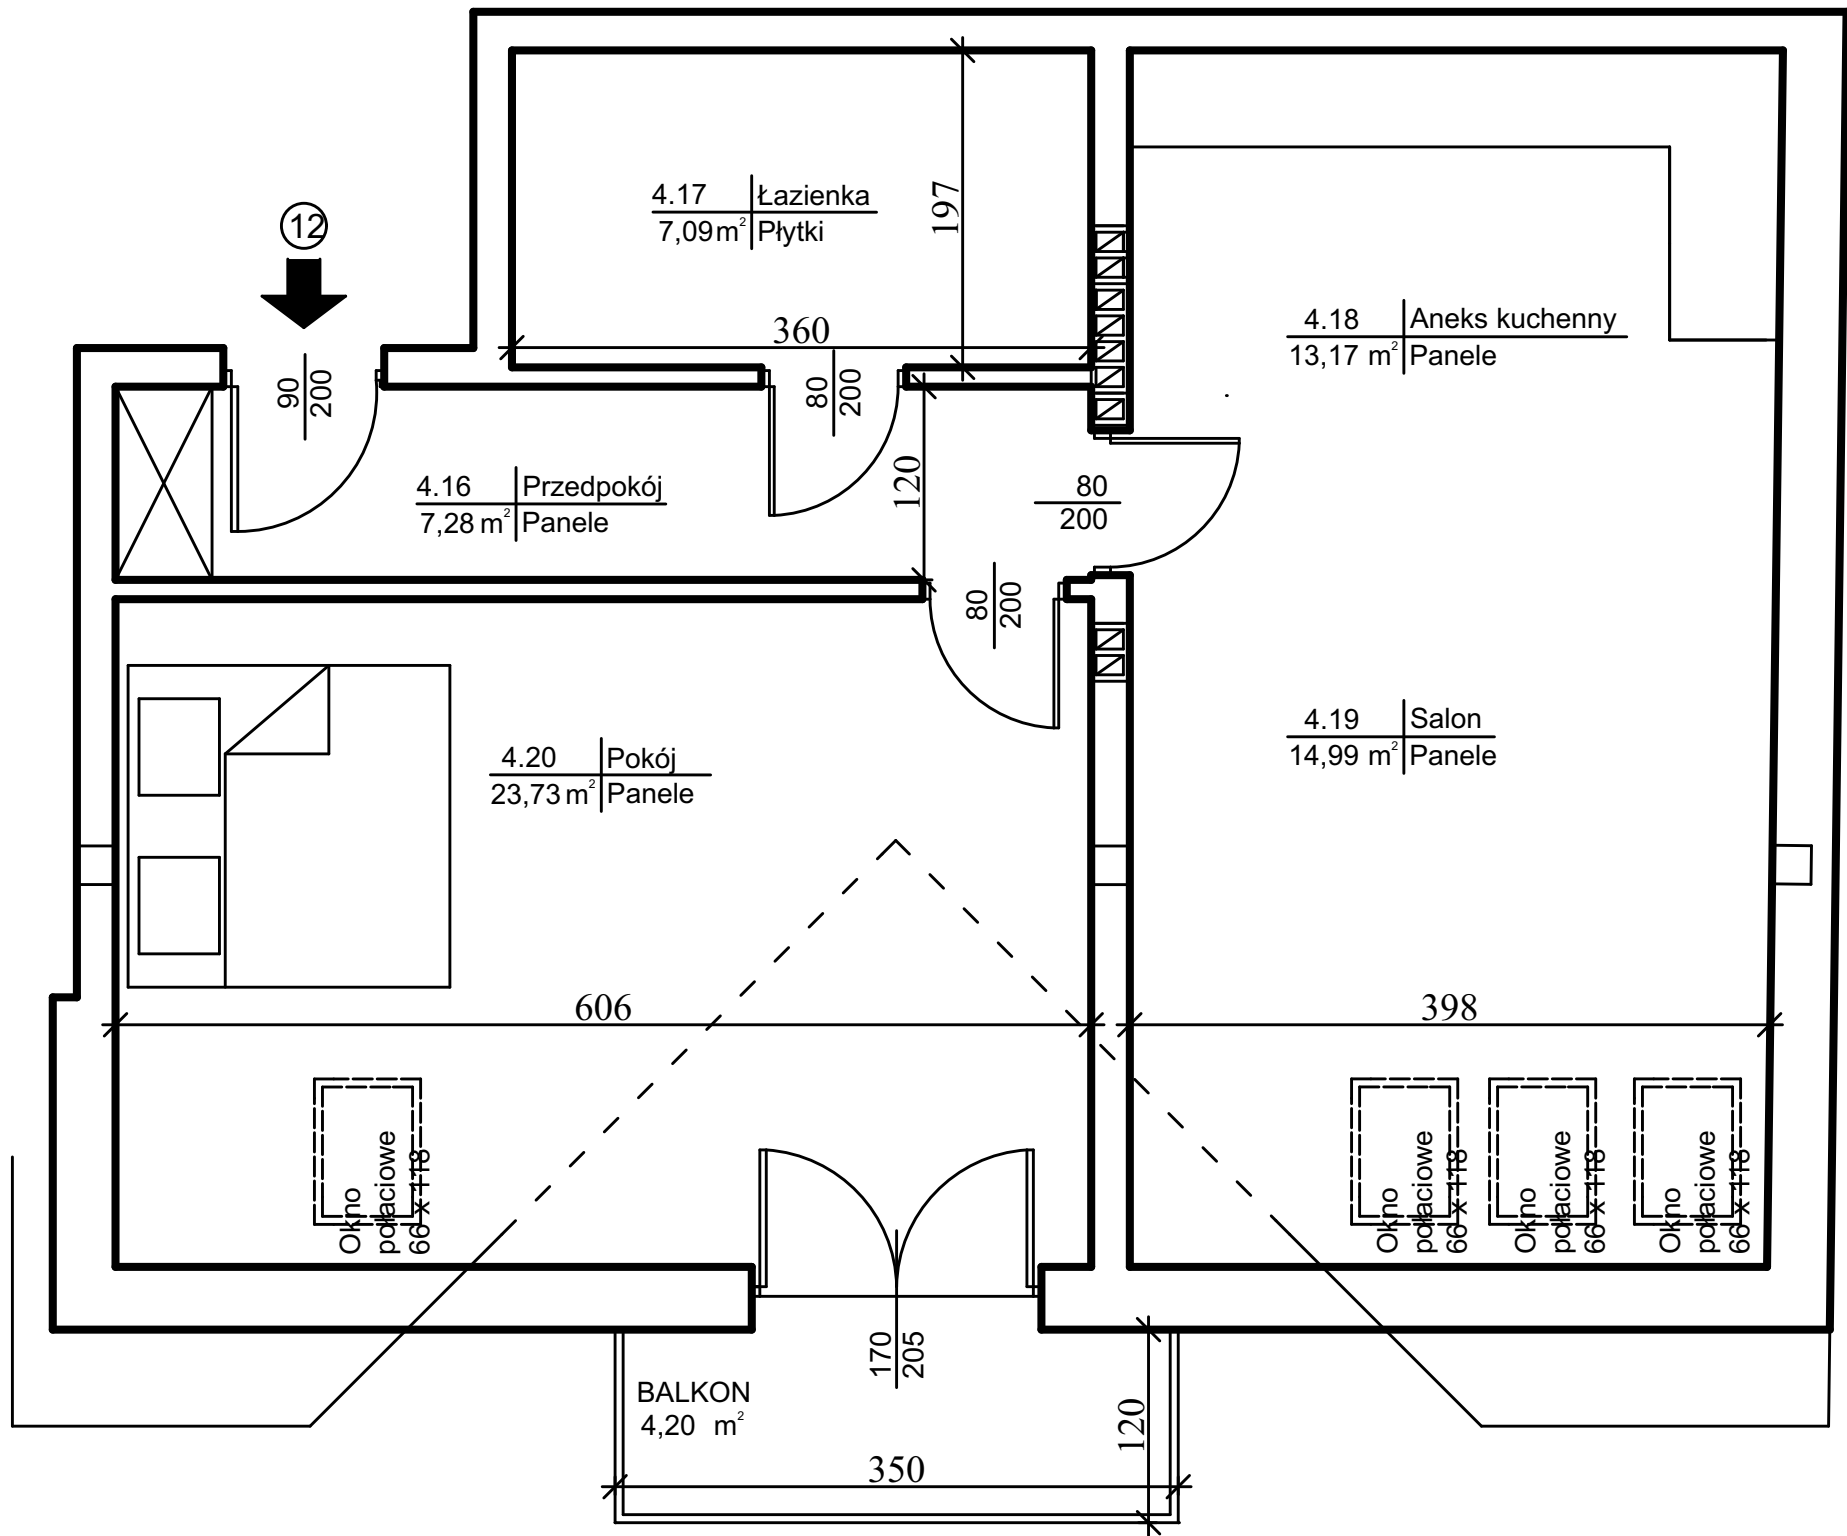 4.17 Łazienka
7,09 m² Płytki
197
12
360
4.18 Aneks kuchenny
13,17 m² Panele
90
200
80
200
4.16 Przedpokój
7,28 m² Panele
120
80
200
80
200
4.20 Pokój
23,73 m² Panele
4.19 Salon
14,99 m² Panele
606
398
Okno
połaciowe
66 x 118
Okno
połaciowe
66 x 118
Okno
połaciowe
66 x 118
Okno
połaciowe
66 x 118
170
205
BALKON
4,20 m²
120
350